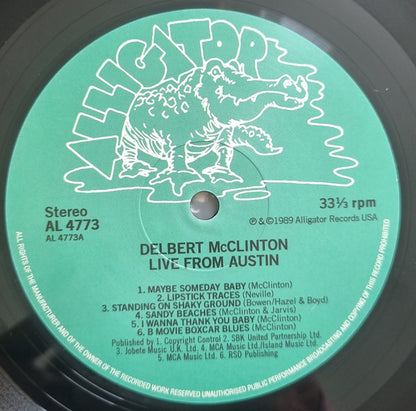 ALLIGATOR
Stereo
AL 4773
AL 4773A
33⅓ rpm
℗&©1989 Alligator Records USA
DELBERT McCLINTON
LIVE FROM AUSTIN
1. MAYBE SOMEDAY BABY (McClinton)
2. LIPSTICK TRACES (Neville)
3. STANDING ON SHAKY GROUND (Bowen/Hazel & Boyd)
4. SANDY BEACHES (McClinton & Jarvis)
5. I WANNA THANK YOU BABY (McClinton)
6. B MOVIE BOXCAR BLUES (McClinton)
Published by 1. Copyright Control 2. SBK United Partnership Ltd.
3. Jobete Music U.K. Ltd. 4. MCA Music Ltd./Island Music Ltd.
5. MCA Music Ltd. 6. RSO Publishing
ALL RIGHTS OF THE MANUFACTURER AND OF THE OWNER OF THE RECORDED WORK RESERVED UNAUTHORISED PUBLIC PERFORMANCE BROADCASTING AND COPYING OF THIS RECORD PROHIBITED